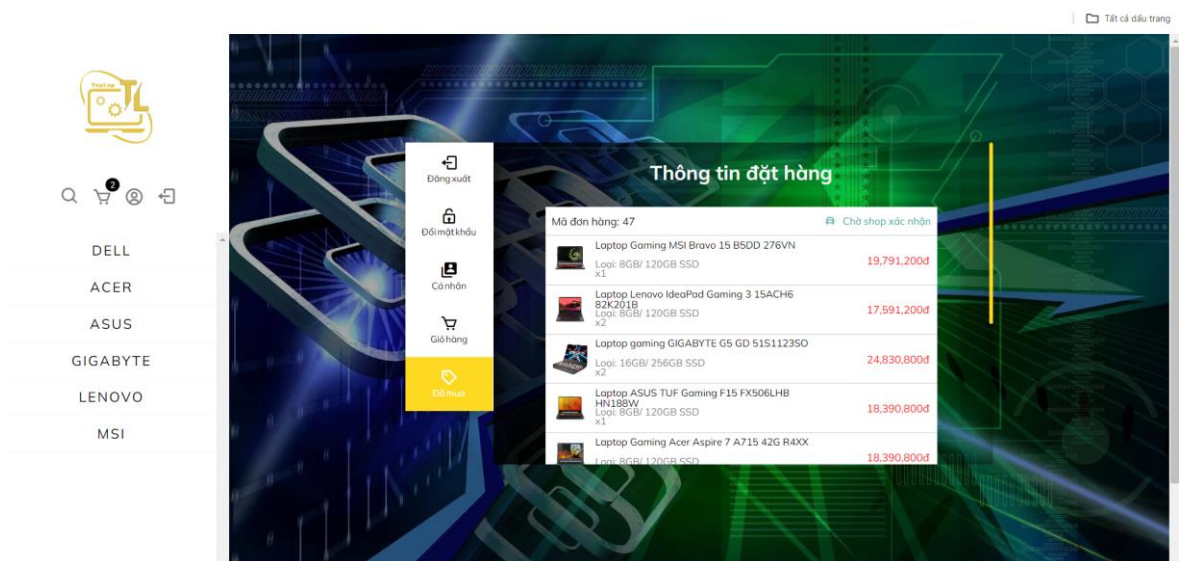 Tất cả dấu trang
TopLap
TL
2
DELL
ACER
ASUS
GIGABYTE
LENOVO
MSI
Đăng xuất
Đổi mật khẩu
Cá nhân
Giỏ hàng
Đã mua
Thông tin đặt hàng
Mã đơn hàng: 47
Chờ shop xác nhận
Laptop Gaming MSI Bravo 15 B5DD 276VN
Loại: 8GB/ 120GB SSD
x1
19,791,200đ
Laptop Lenovo IdeaPad Gaming 3 15ACH6
82K201B
Loại: 8GB/ 120GB SSD
x2
17,591,200đ
Laptop gaming GIGABYTE G5 GD 51S1123SO
Loại: 16GB/ 256GB SSD
x2
24,830,800đ
Laptop ASUS TUF Gaming F15 FX506LHB
HN188W
Loại: 8GB/ 120GB SSD
x1
18,390,800đ
Laptop Gaming Acer Aspire 7 A715 42G R4XX
Loại: 8GB/ 120GB SSD
18,390,800đ